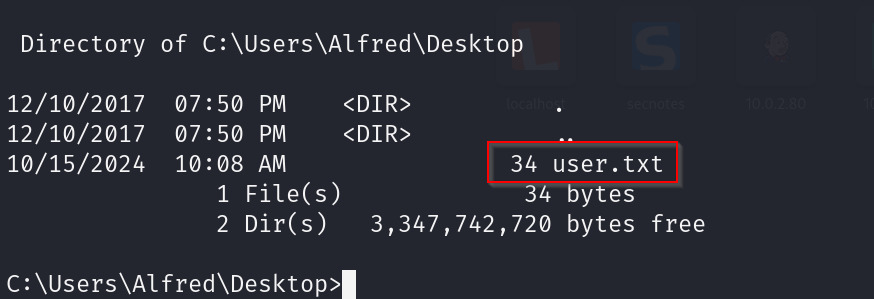 Directory of C:\Users\Alfred\Desktop
12/10/2017  07:50 PM    <DIR>          .
12/10/2017  07:50 PM    <DIR>          ..
10/15/2024  10:08 AM                34 user.txt
               1 File(s)             34 bytes
               2 Dir(s)   3,347,742,720 bytes free
C:\Users\Alfred\Desktop>
localhost
secnotes
10.0.2.80